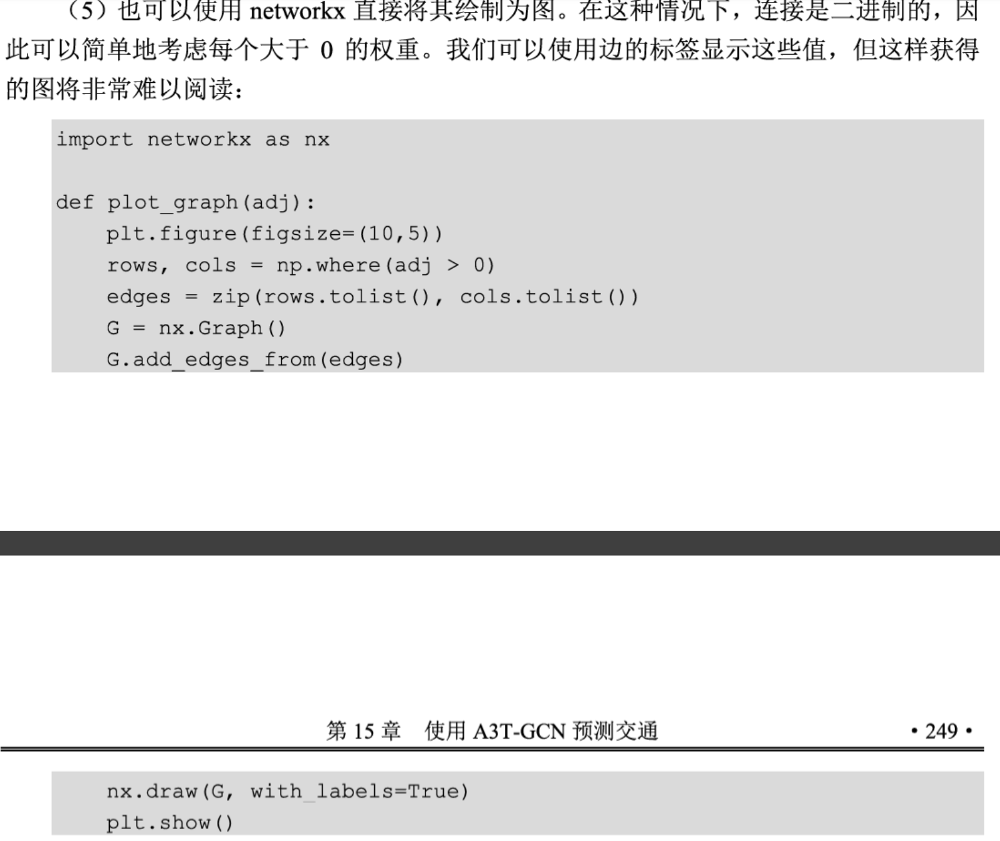 （5）也可以使用 networkx 直接将其绘制为图。在这种情况下，连接是二进制的，因
此可以简单地考虑每个大于 0 的权重。我们可以使用边的标签显示这些值，但这样获得
的图将非常难以阅读：
import networkx as nx
def plot_graph(adj):
    plt.figure(figsize=(10,5))
    rows, cols = np.where(adj > 0)
    edges = zip(rows.tolist(), cols.tolist())
    G = nx.Graph()
    G.add_edges_from(edges)
第 15 章　使用 A3T-GCN 预测交通 • 249 •
    nx.draw(G, with_labels=True)
    plt.show()